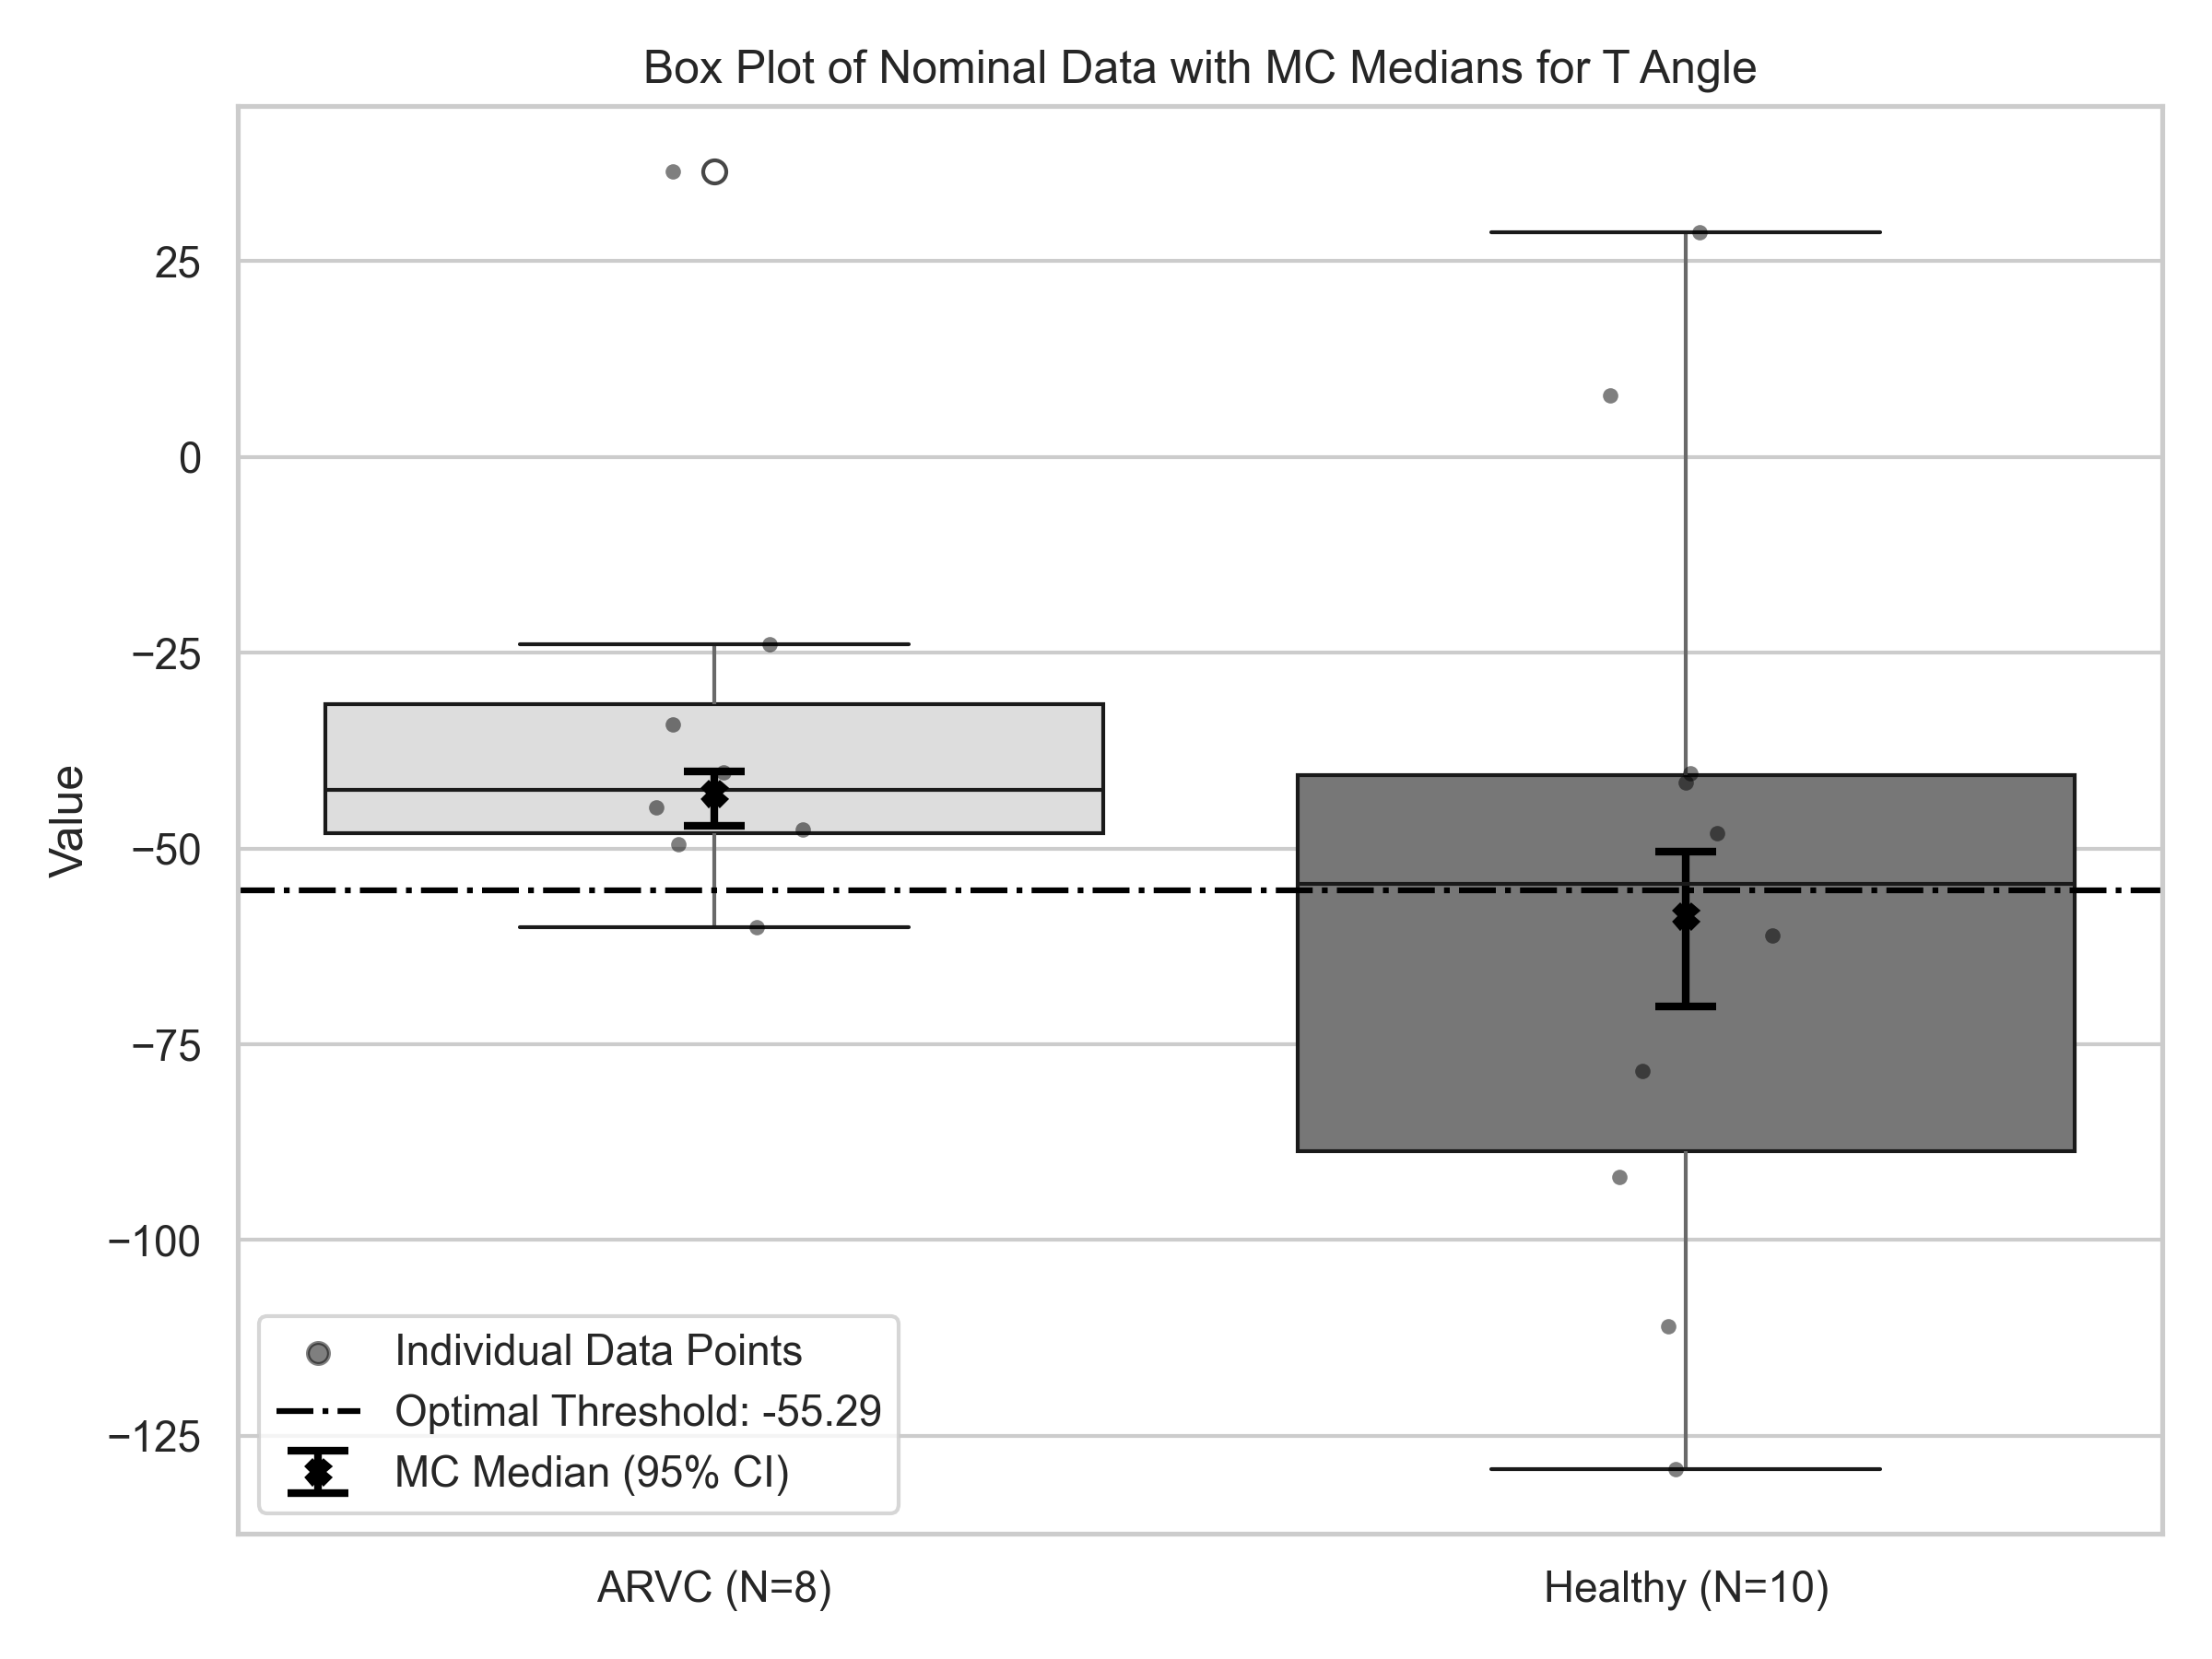 Box Plot of Nominal Data with MC Medians for T Angle
Value
25
0
−25
−50
−75
−100
−125
Individual Data Points
Optimal Threshold: -55.29
MC Median (95% CI)
ARVC (N=8)
Healthy (N=10)